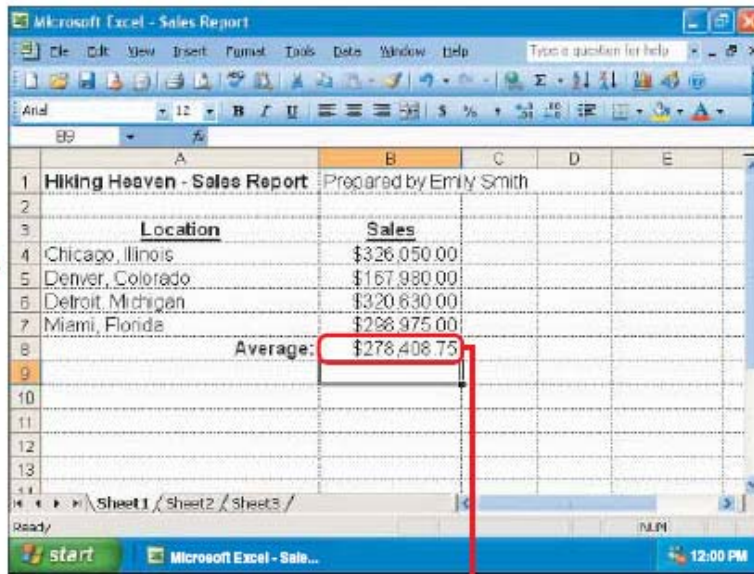 Microsoft Excel - Sales Report
File Edit View Insert Format Tools Data Window Help Type a question for help
Arial 12 B I U $ % ,
B9 fx
A B C D E
1 Hiking Heaven - Sales Report Prepared by Emily Smith
2
3 Location Sales
4 Chicago, Illinois $326,050.00
5 Denver, Colorado $167,980.00
6 Detroit, Michigan $320,630.00
7 Miami, Florida $298,975.00
8 Average: $278,408.75
9
10
11
12
13
Sheet1 / Sheet2 / Sheet3 /
Ready NUM
start Microsoft Excel - Sale... 12:00 PM